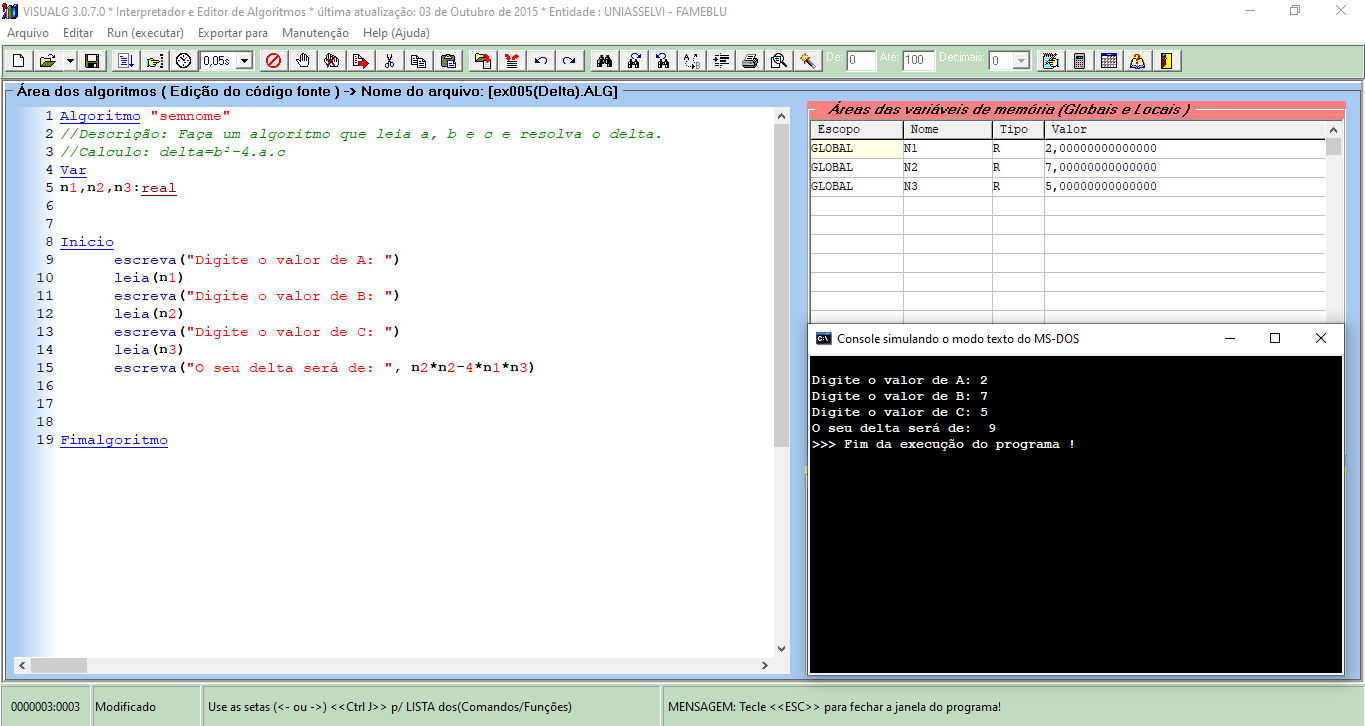 VISUALG 3.0.7.0 * Interpretador e Editor de Algoritmos * última atualização: 03 de Outubro de 2015 * Entidade : UNIASSELVI - FAMEBLU
Arquivo Editar Run (executar) Exportar para Manutenção Help (Ajuda)
0,05s De: 0 Até: 100 Decimais: 0
Área dos algoritmos ( Edição do código fonte ) -> Nome do arquivo: [ex005(Delta).ALG]
1 Algoritmo "semnome"
2 //Descrição: Faça um algoritmo que leia a, b e c e resolva o delta.
3 //Calculo: delta=b²-4.a.c
4 Var
5 n1,n2,n3:real
6
7
8 Inicio
9 escreva("Digite o valor de A: ")
10 leia(n1)
11 escreva("Digite o valor de B: ")
12 leia(n2)
13 escreva("Digite o valor de C: ")
14 leia(n3)
15 escreva("O seu delta será de: ", n2*n2-4*n1*n3)
16
17
18
19 Fimalgoritmo
Áreas das variáveis de memória (Globais e Locais )
Escopo Nome Tipo Valor
GLOBAL N1 R 2,00000000000000
GLOBAL N2 R 7,00000000000000
GLOBAL N3 R 5,00000000000000
Console simulando o modo texto do MS-DOS
Digite o valor de A: 2
Digite o valor de B: 7
Digite o valor de C: 5
O seu delta será de:  9
>>> Fim da execução do programa !
0000003:0003 Modificado Use as setas (<- ou ->) <<Ctrl J>> p/ LISTA dos(Comandos/Funções) MENSAGEM: Tecle <<ESC>> para fechar a janela do programa!